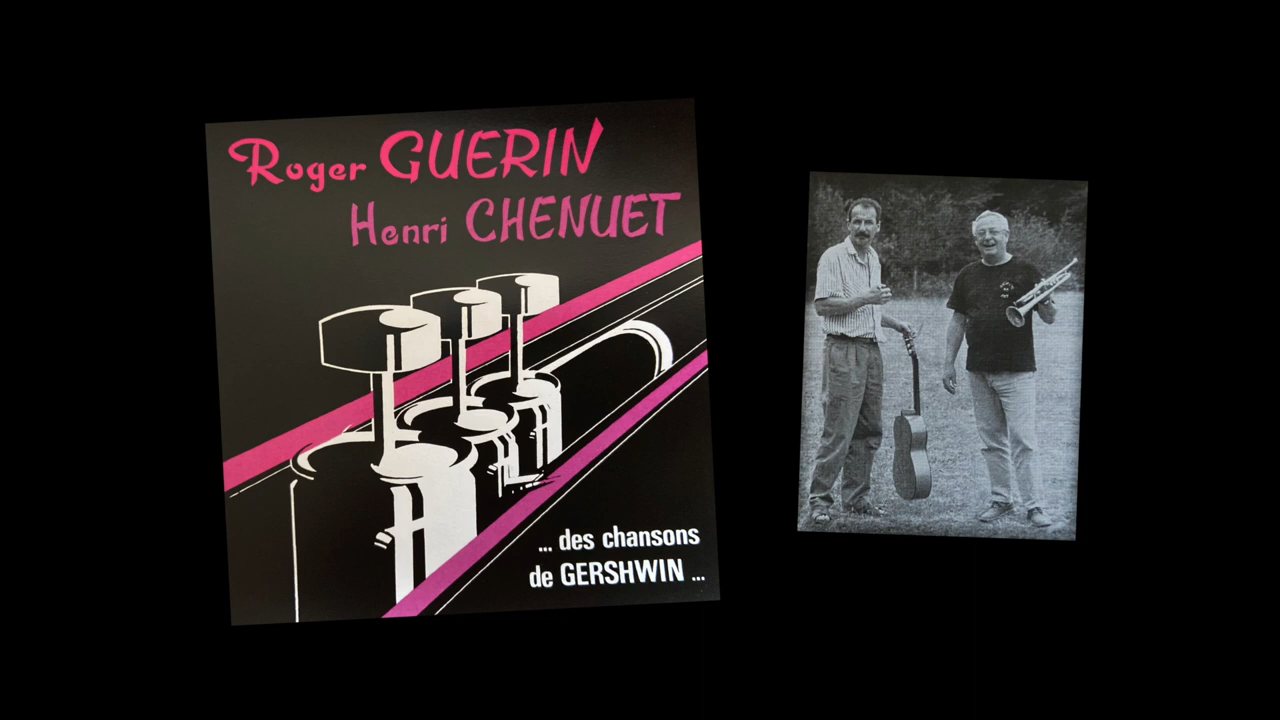 Roger GUERIN
Henri CHENUET
... des chansons
de GERSHWIN ...